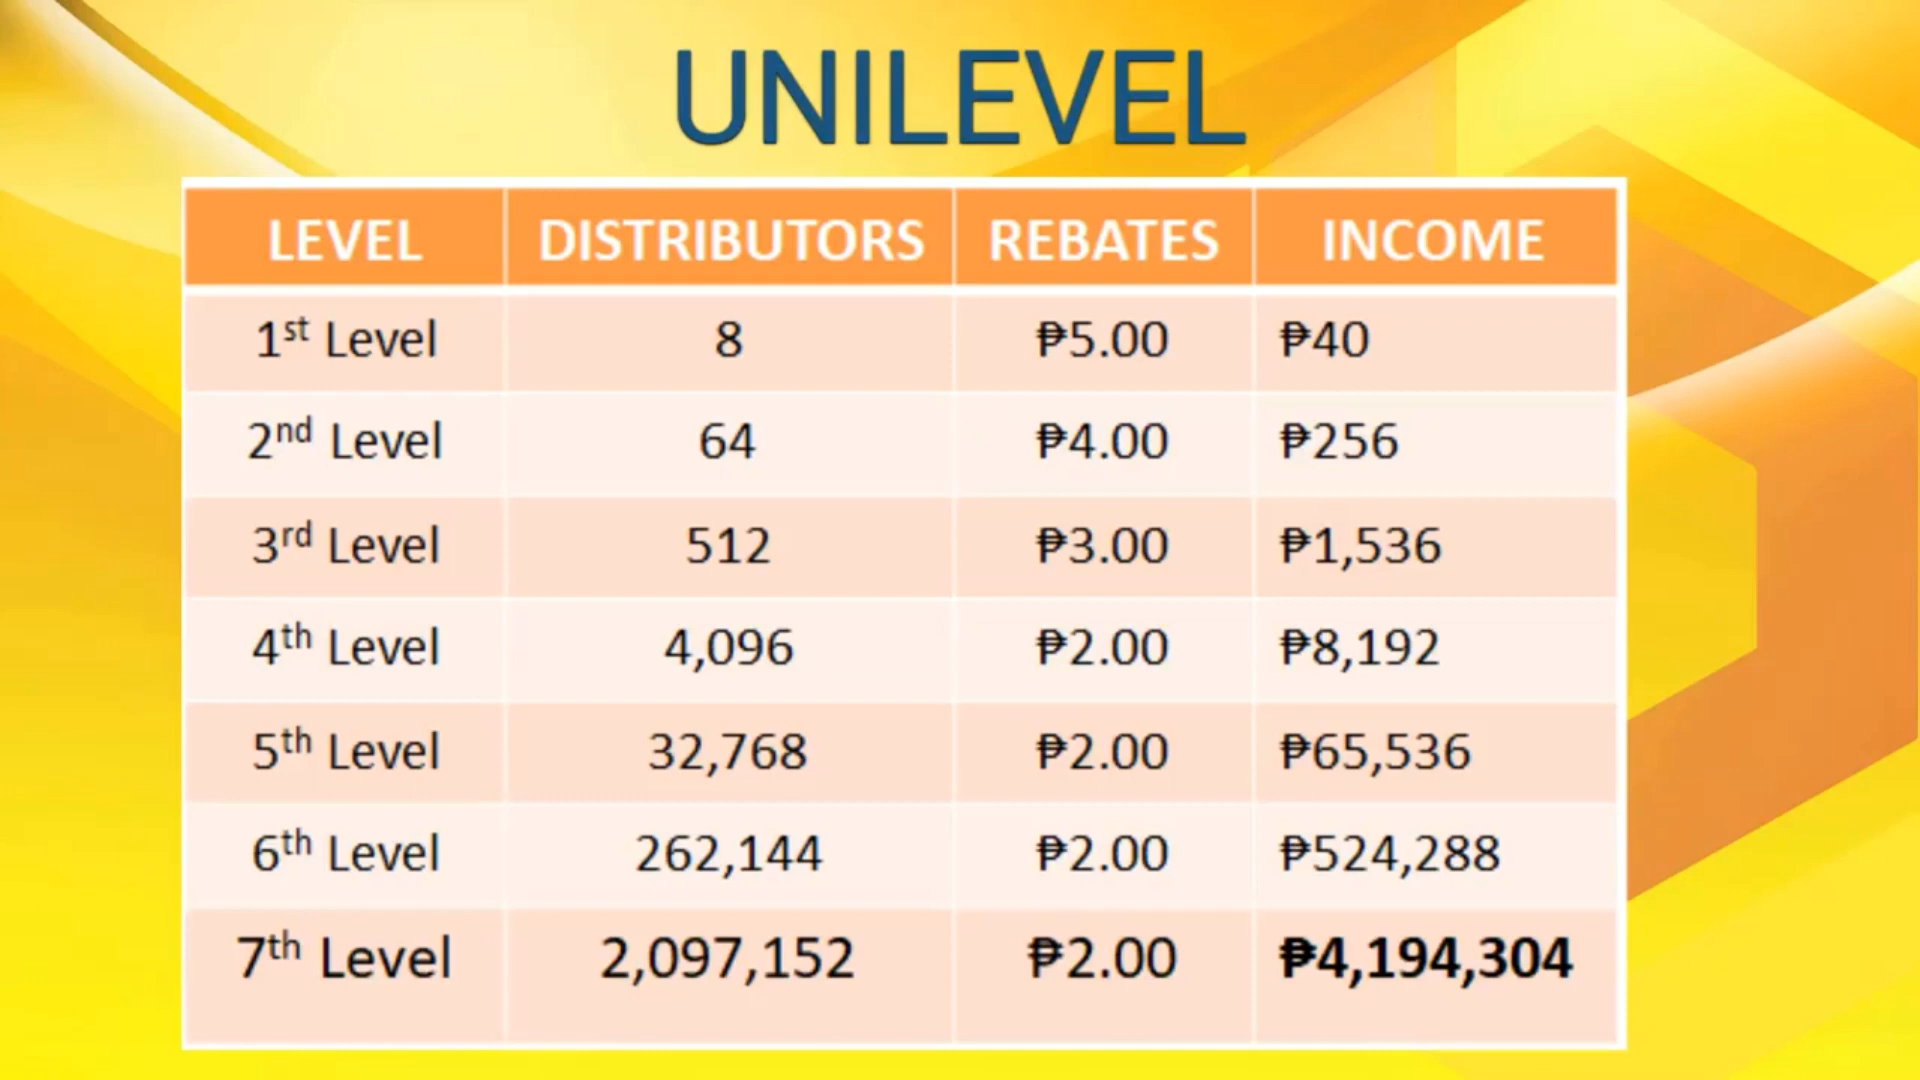 UNILEVEL
LEVEL DISTRIBUTORS REBATES INCOME
1st Level 8 ₱5.00 ₱40
2nd Level 64 ₱4.00 ₱256
3rd Level 512 ₱3.00 ₱1,536
4th Level 4,096 ₱2.00 ₱8,192
5th Level 32,768 ₱2.00 ₱65,536
6th Level 262,144 ₱2.00 ₱524,288
7th Level 2,097,152 ₱2.00 ₱4,194,304